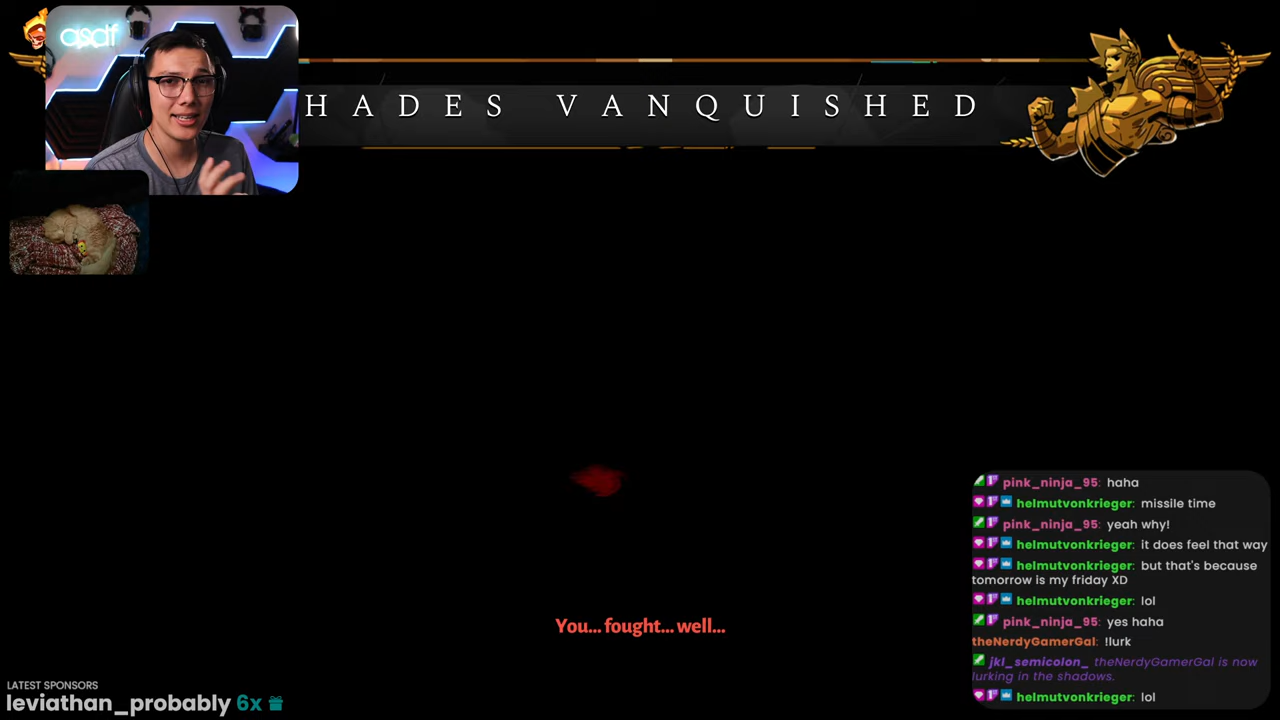 asdf
HADES VANQUISHED
You... fought... well...
pink_ninja_95: haha
helmutvonkrieger: missile time
pink_ninja_95: yeah why!
helmutvonkrieger: it does feel that way
helmutvonkrieger: but that's because
tomorrow is my friday XD
helmutvonkrieger: lol
pink_ninja_95: yes haha
theNerdyGamerGal: !lurk
jkl_semicolon_ theNerdyGamerGal is now
lurking in the shadows.
helmutvonkrieger: lol
LATEST SPONSORS
leviathan_probably 6x